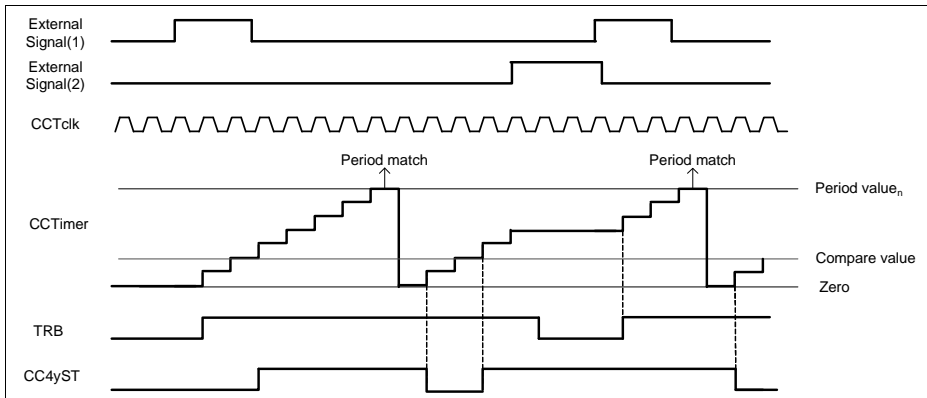 External
Signal(1)
External
Signal(2)
CCTclk
Period match
Period match
Period valueₙ
CCTimer
Compare value
Zero
TRB
CC4yST